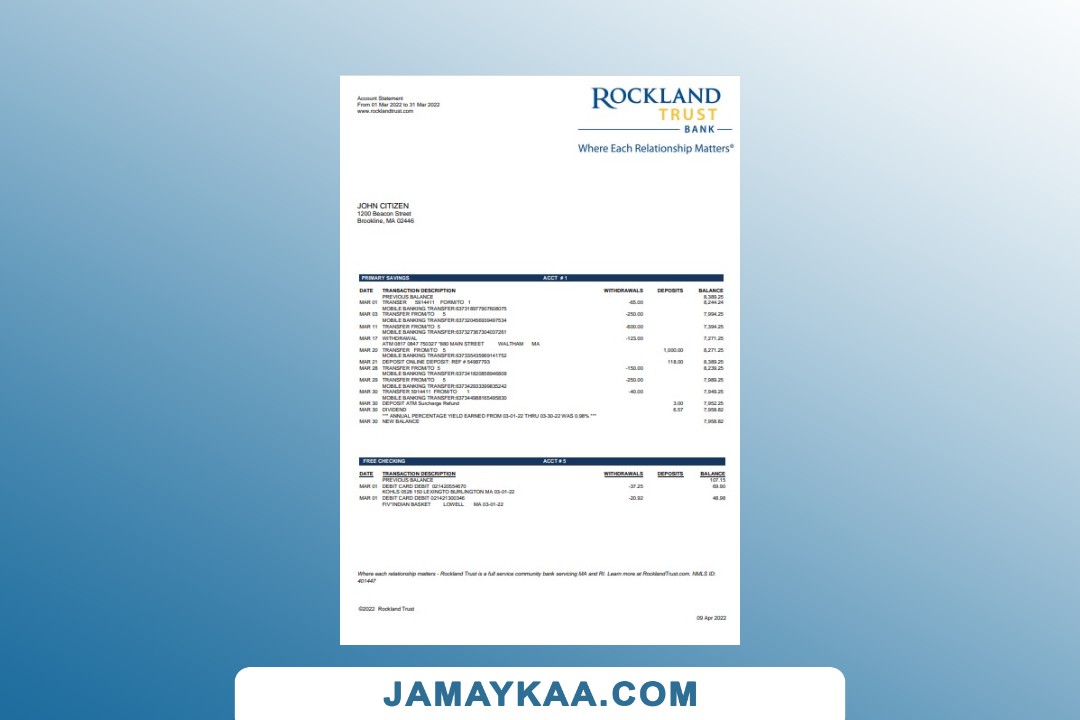 Account Statement
From 01 Mar 2022 to 31 Mar 2022
www.rocklandtrust.com
ROCKLAND
TRUST
BANK
Where Each Relationship Matters®
JOHN CITIZEN
1200 Beacon Street
Brookline, MA 02446
PRIMARY SAVINGS ACCT # 1
DATE TRANSACTION DESCRIPTION WITHDRAWALS DEPOSITS BALANCE
PREVIOUS BALANCE 8,389.25
MAR 01 TRANSER 5914411 FORM/TO 1 -65.00 8,244.24
MOBILE BANKING TRANSFER:
MAR 03 TRANSFER FROM/TO 5 -250.00 7,994.25
MOBILE BANKING TRANSFER:
MAR 11 TRANSFER FROM/TO 5 -600.00 7,394.25
MOBILE BANKING TRANSFER:
MAR 17 WITHDRAWAL -123.00 7,271.25
ATM 0817 0847 750327 "880 MAIN STREET WALTHAM MA
MAR 20 TRANSFER FROM/TO 5 1,000.00 8,271.25
MOBILE BANKING TRANSFER:
MAR 21 DEPOSIT ONLINE DEPOSIT: REF # 54987793 118.00 8,389.25
MAR 28 TRANSFER FROM/TO 5 -150.00 8,239.25
MOBILE BANKING TRANSFER:
MAR 29 TRANSFER FROM/TO 5 -250.00 7,989.25
MOBILE BANKING TRANSFER:
MAR 30 TRANSFER 5914411 FROM/TO 1 -40.00 7,949.25
MOBILE BANKING TRANSFER:
MAR 30 DEPOSIT ATM Surcharge Refund 3.00 7,952.25
MAR 30 DIVIDEND 6.07 7,958.82
*** ANNUAL PERCENTAGE YIELD EARNED FROM 03-01-22 THRU 03-30-22 WAS 0.98% ***
MAR 30 NEW BALANCE 7,958.82
FREE CHECKING ACCT # 5
DATE TRANSACTION DESCRIPTION WITHDRAWALS DEPOSITS BALANCE
PREVIOUS BALANCE 107.15
MAR 01 DEBIT CARD DEBIT 021420554670 -37.25 69.90
KOHLS 0526 150 LEXINGTO BURLINGTON MA 03-01-22
MAR 01 DEBIT CARD DEBIT 021421300346 -20.92 48.98
FIV*INDIAN BASKET LOWELL MA 03-01-22
Where each relationship matters - Rockland Trust is a full service community bank servicing MA and RI. Learn more at RocklandTrust.com. NMLS ID:
401447
©2022 Rockland Trust
09 Apr 2022
JAMAYKAA.COM